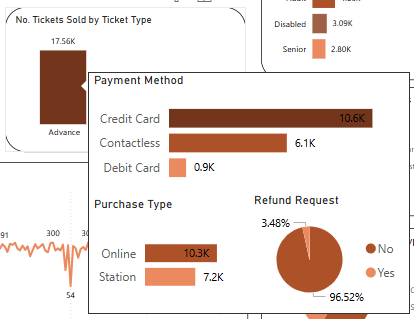 No. Tickets Sold by Ticket Type
17.56K
Advance
Disabled 3.09K
Senior 2.80K
Payment Method
Credit Card 10.6K
Contactless 6.1K
Debit Card 0.9K
Purchase Type
Online 10.3K
Station 7.2K
Refund Request
3.48%
No
Yes
96.52%
91
300
54